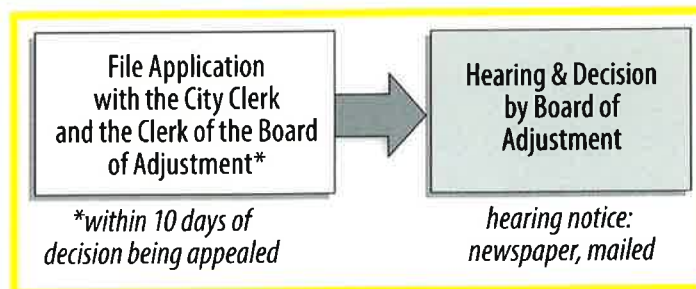 File Application
with the City Clerk
and the Clerk of the Board
of Adjustment*
*within 10 days of
decision being appealed
Hearing & Decision
by Board of
Adjustment
hearing notice:
newspaper, mailed